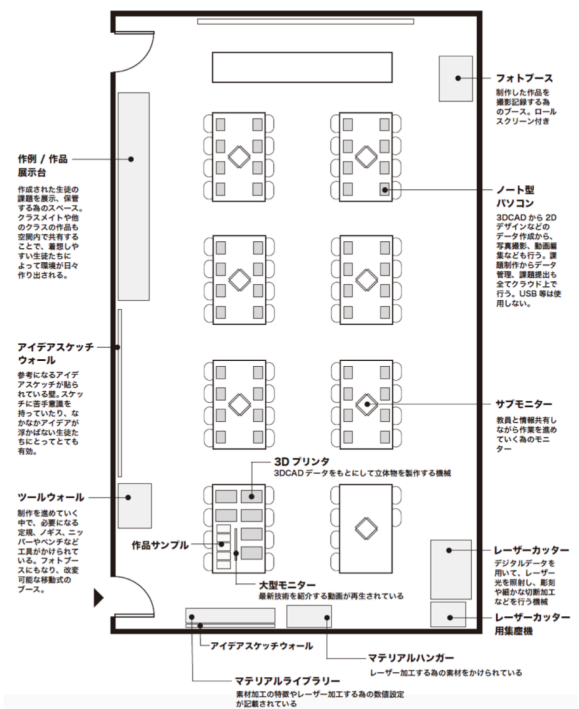 フォトブース
制作した作品を
撮影記録する為
のブース。ロール
スクリーン付き
作例 / 作品
展示台
作成された生徒の
課題を展示、保管
する為のスペース。
クラスメイトや他
のクラスの作品も
空間内で共有する
ことで、着想しや
すい生徒たちに
よって環境が日々
作り出される。
ノート型
パソコン
3DCADから2D
デザインなどの
データ作成から、
写真撮影、動画編
集なども行う。課
題制作からデータ
管理、課題提出も
全てクラウド上で
行う。USB 等は使
用しない。
アイデアスケッチ
ウォール
参考になるアイデ
アスケッチが貼ら
れている壁。スケッ
チに苦手意識を
持っていたり、な
かなかアイデアが
浮かばない生徒た
ちにとってとても
有効。
サブモニター
教員と情報共有し
ながら作業を進め
ていく為のモニ
ター
3Dプリンタ
3DCADデータをもとにして立体物を製作する機械
ツールウォール
制作を進めていく
中で、必要になる
定規、ノギス、ニッ
パーやペンチなど
工具がかけられて
いる。フォトブース
にもなり、改変
可能な移動式の
ブース。
作品サンプル
大型モニター
最新技術を紹介する動画が再生されている
レーザーカッター
デジタルデータを
用いて、レーザー
光を照射し、彫刻
や細かな切断加工
などを行う機械
レーザーカッター
用集塵機
アイデアスケッチウォール
マテリアルハンガー
レーザー加工する為の素材をかけられている
マテリアルライブラリー
素材加工の特徴やレーザー加工する為の数値設定
が記載されている